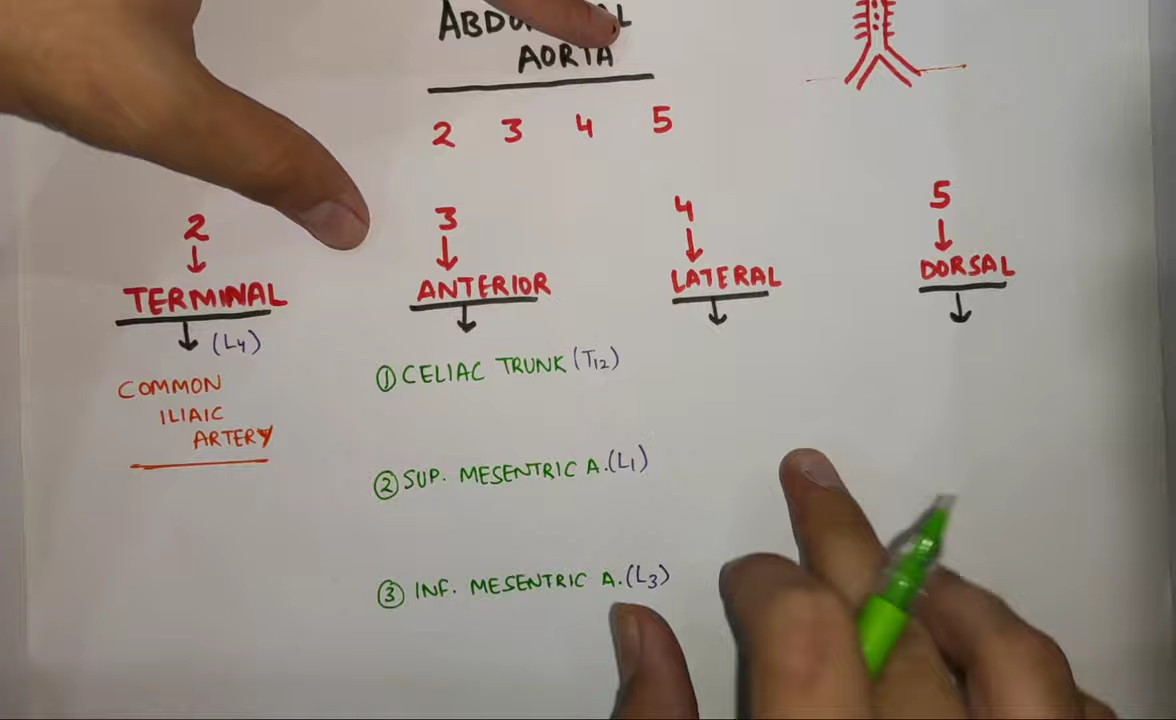 AORTA
2 3 4 5
2
TERMINAL
(L4)
COMMON
ILIAIC
ARTERY
3
ANTERIOR
① CELIAC TRUNK (T12)
② SUP. MESENTRIC A. (L1)
③ INF. MESENTRIC A. (L3)
4
LATERAL
5
DORSAL